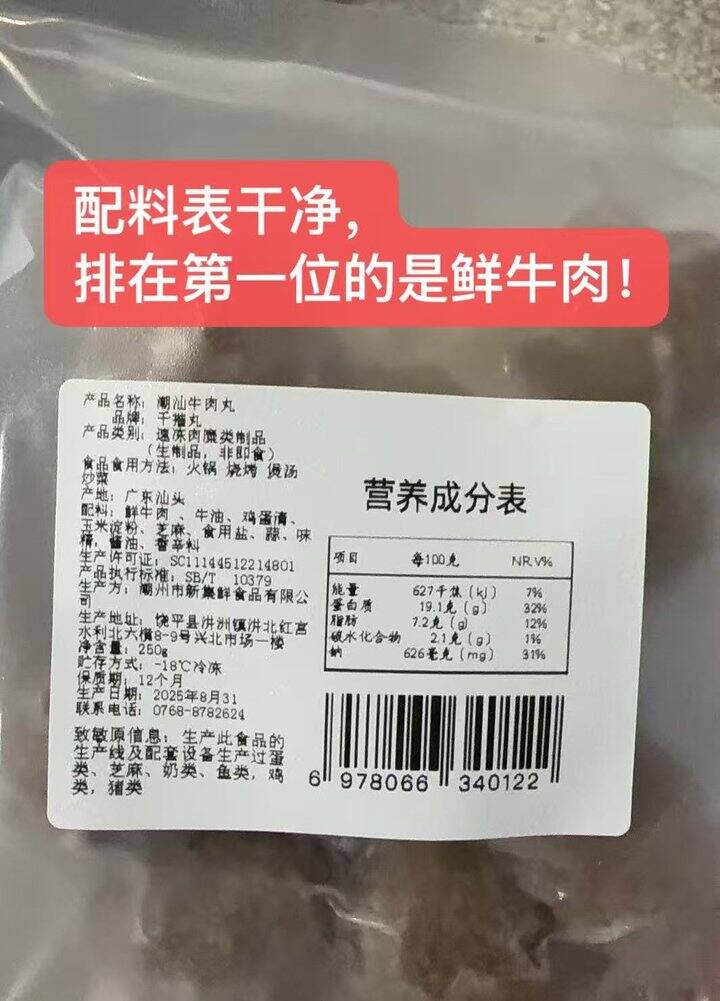 配料表干净，
排在第一位的是鲜牛肉！
产品名称：潮汕牛肉丸
品牌：千摧丸
产品类别：速冻肉糜类制品
（生制品，非即食）
食品食用方法：火锅 烧烤 煲汤
炒菜
产地：广东汕头
配料：鲜牛肉、牛油、鸡蛋清、
玉米淀粉、芝麻、食用盐、蒜、味
精，酱油、香辛料
生产许可证：SC11144512214801
产品执行标准：SB/T 10379
生产方：潮州市新集鲜食品有限公
司
生产地址：饶平县洪洲镇洪北红宫
水利北六横8-9号兴北市场一楼
净含量：250g
贮存方式：-18℃冷冻
保质期：12个月
生产日期：2025年8月31
联系电话：0768-8782624
致敏原信息：生产此食品的
生产线及配套设备生产过蛋
类、芝麻、奶类、鱼类，鸡
类，猪类
营养成分表
项目 每100克 NRV%
能量 627千焦（kj） 7%
蛋白质 19.1克（g） 32%
脂肪 7.2克（g） 12%
碳水化合物 2.1克（g） 1%
钠 626毫克（mg） 31%
6 978066 340122